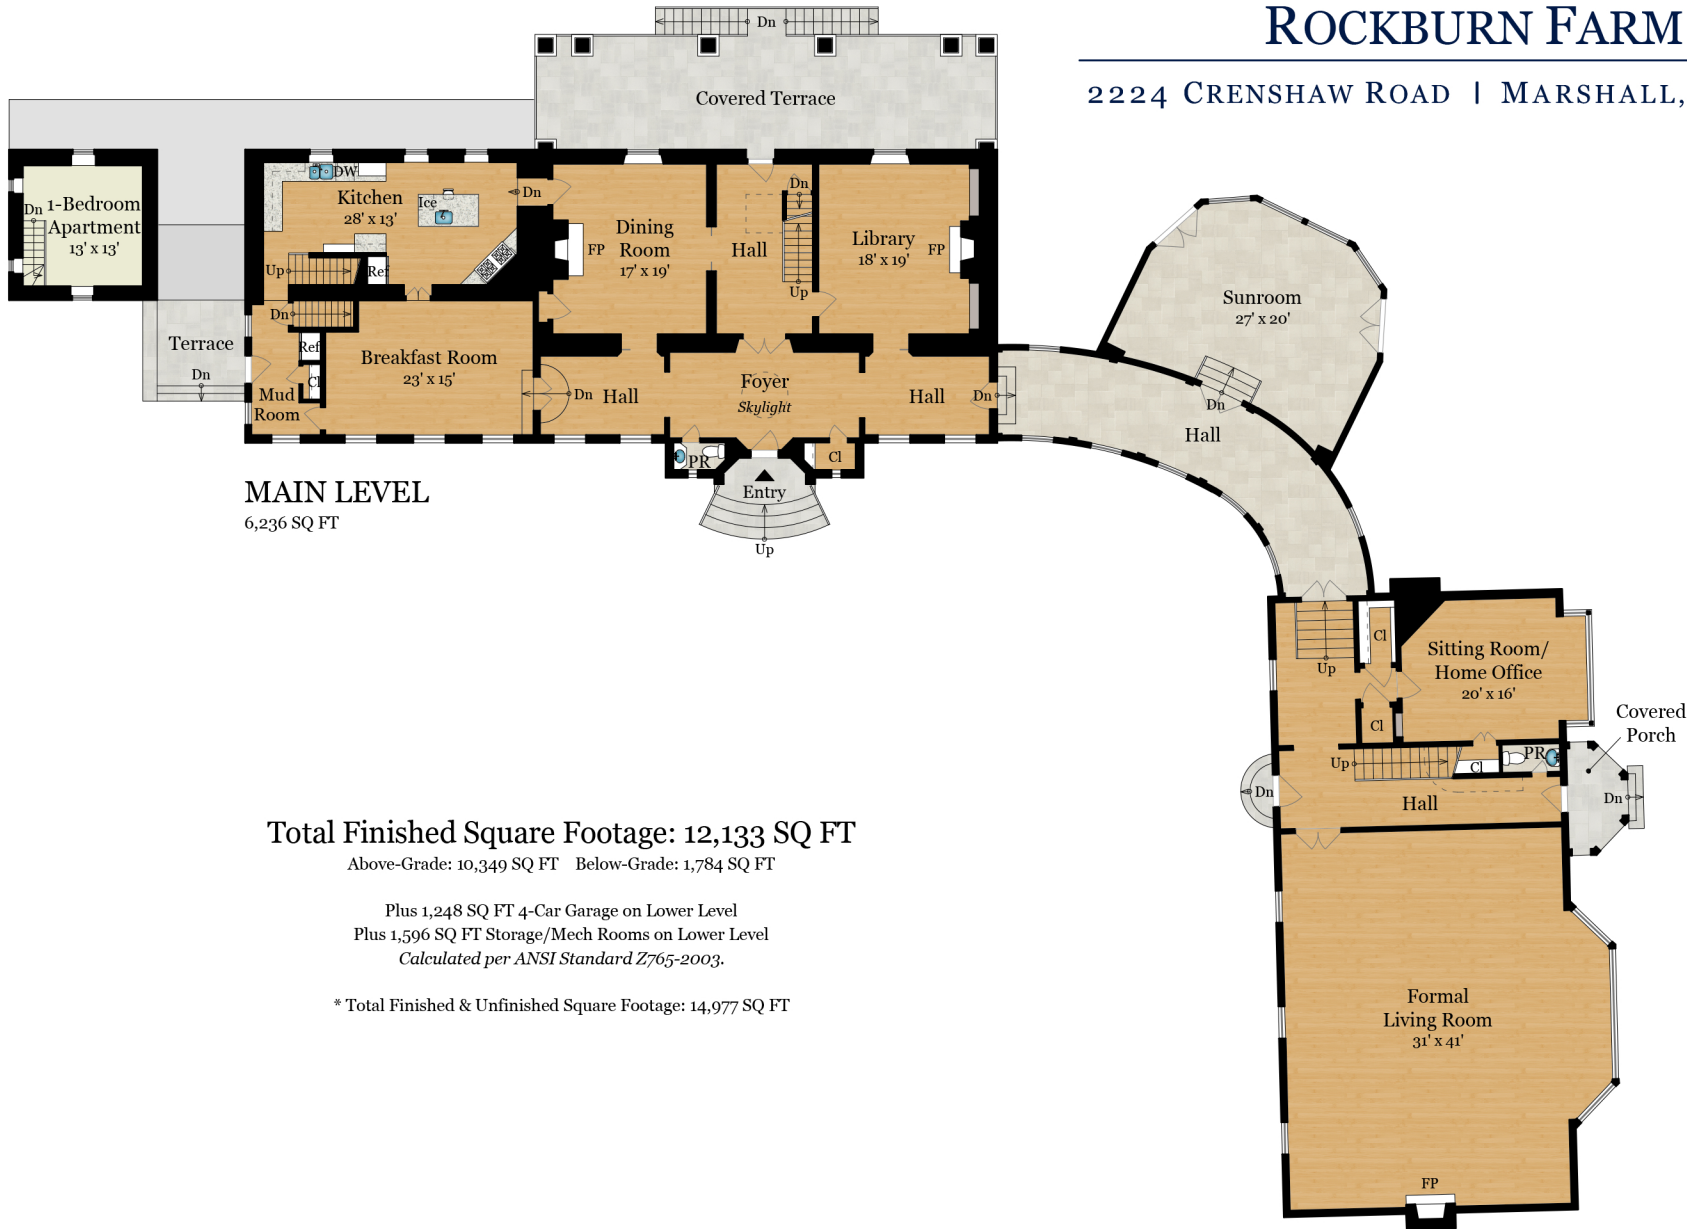 ROCKBURN FARM
2224 CRENSHAW ROAD | MARSHALL,
Dn
Covered Terrace
1-Bedroom
Apartment
13' x 13'
Dn
DW
Kitchen
28' x 13'
Ice
Dn
Up
Ref
Dining
Room
17' x 19'
FP
Hall
Dn
Up
Library
18' x 19'
FP
Sunroom
27' x 20'
Dn
Terrace
Dn
Dn
Ref
Cl
Mud
Room
Breakfast Room
23' x 15'
Dn
Hall
Foyer
Skylight
Hall
Dn
Hall
PR
Cl
Entry
Up
MAIN LEVEL
6,236 SQ FT
Up
Cl
Cl
Sitting Room/
Home Office
20' x 16'
Covered
Porch
Up
Cl
PR
Dn
Hall
Dn
Total Finished Square Footage: 12,133 SQ FT
Above-Grade: 10,349 SQ FT Below-Grade: 1,784 SQ FT
Plus 1,248 SQ FT 4-Car Garage on Lower Level
Plus 1,596 SQ FT Storage/Mech Rooms on Lower Level
Calculated per ANSI Standard Z765-2003.
* Total Finished & Unfinished Square Footage: 14,977 SQ FT
Formal
Living Room
31' x 41'
FP